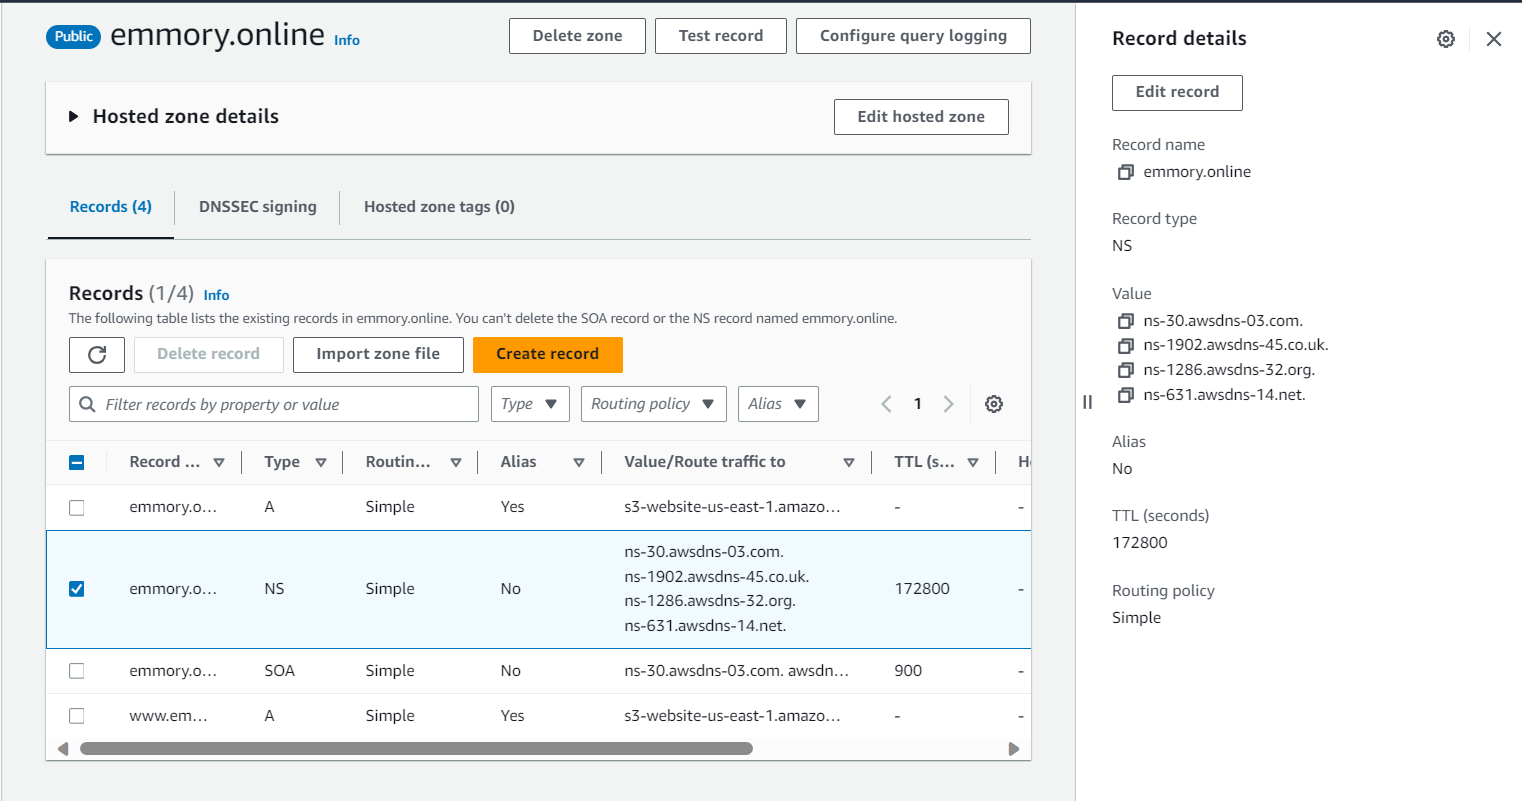 Public emmory.online Info
Delete zone Test record Configure query logging
Hosted zone details
Edit hosted zone
Records (4) DNSSEC signing Hosted zone tags (0)
Records (1/4) Info
The following table lists the existing records in emmory.online. You can't delete the SOA record or the NS record named emmory.online.
Delete record Import zone file Create record
Filter records by property or value Type Routing policy Alias 1
Record ... Type Routin... Alias Value/Route traffic to TTL (s...
emmory.o... A Simple Yes s3-website-us-east-1.amazo... - -
emmory.o... NS Simple No
ns-30.awsdns-03.com.
ns-1902.awsdns-45.co.uk.
ns-1286.awsdns-32.org.
ns-631.awsdns-14.net.
172800 -
emmory.o... SOA Simple No ns-30.awsdns-03.com. awsdn... 900 -
www.em... A Simple Yes s3-website-us-east-1.amazo... - -
Record details
Edit record
Record name
emmory.online
Record type
NS
Value
ns-30.awsdns-03.com.
ns-1902.awsdns-45.co.uk.
ns-1286.awsdns-32.org.
ns-631.awsdns-14.net.
Alias
No
TTL (seconds)
172800
Routing policy
Simple